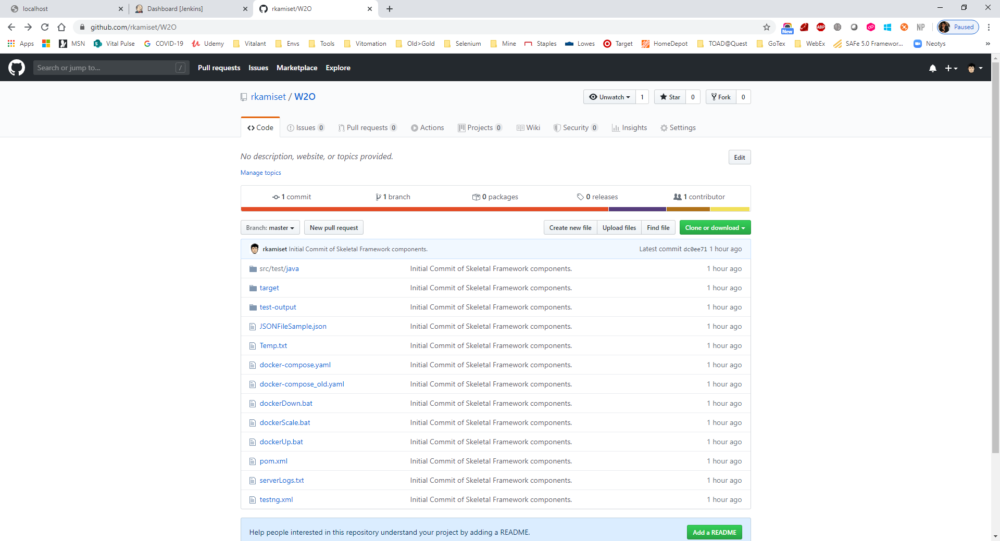 localhost
Dashboard [Jenkins]
rkamiset/W2O
github.com/rkamiset/W2O
New
ABP
NP
Paused
Apps
MSN
Vital Pulse
COVID-19
Udemy
Vitalant
Envs
Tools
Vitomation
Old>Gold
Selenium
Mine
Staples
Lowes
Target
HomeDepot
TOAD@Quest
GoTex
WebEx
SAFe 5.0 Framewor...
Neotys
»
Search or jump to...
/
Pull requests
Issues
Marketplace
Explore
rkamiset / W2O
Unwatch 1
Star 0
Fork 0
Code
Issues 0
Pull requests 0
Actions
Projects 0
Wiki
Security 0
Insights
Settings
No description, website, or topics provided.
Edit
Manage topics
1 commit
1 branch
0 packages
0 releases
1 contributor
Branch: master
New pull request
Create new file
Upload files
Find file
Clone or download
rkamiset Initial Commit of Skeletal Framework components.
Latest commit dc0ee71 1 hour ago
src/test/java Initial Commit of Skeletal Framework components. 1 hour ago
target Initial Commit of Skeletal Framework components. 1 hour ago
test-output Initial Commit of Skeletal Framework components. 1 hour ago
JSONFileSample.json Initial Commit of Skeletal Framework components. 1 hour ago
Temp.txt Initial Commit of Skeletal Framework components. 1 hour ago
docker-compose.yaml Initial Commit of Skeletal Framework components. 1 hour ago
docker-compose_old.yaml Initial Commit of Skeletal Framework components. 1 hour ago
dockerDown.bat Initial Commit of Skeletal Framework components. 1 hour ago
dockerScale.bat Initial Commit of Skeletal Framework components. 1 hour ago
dockerUp.bat Initial Commit of Skeletal Framework components. 1 hour ago
pom.xml Initial Commit of Skeletal Framework components. 1 hour ago
serverLogs.txt Initial Commit of Skeletal Framework components. 1 hour ago
testng.xml Initial Commit of Skeletal Framework components. 1 hour ago
Help people interested in this repository understand your project by adding a README.
Add a README